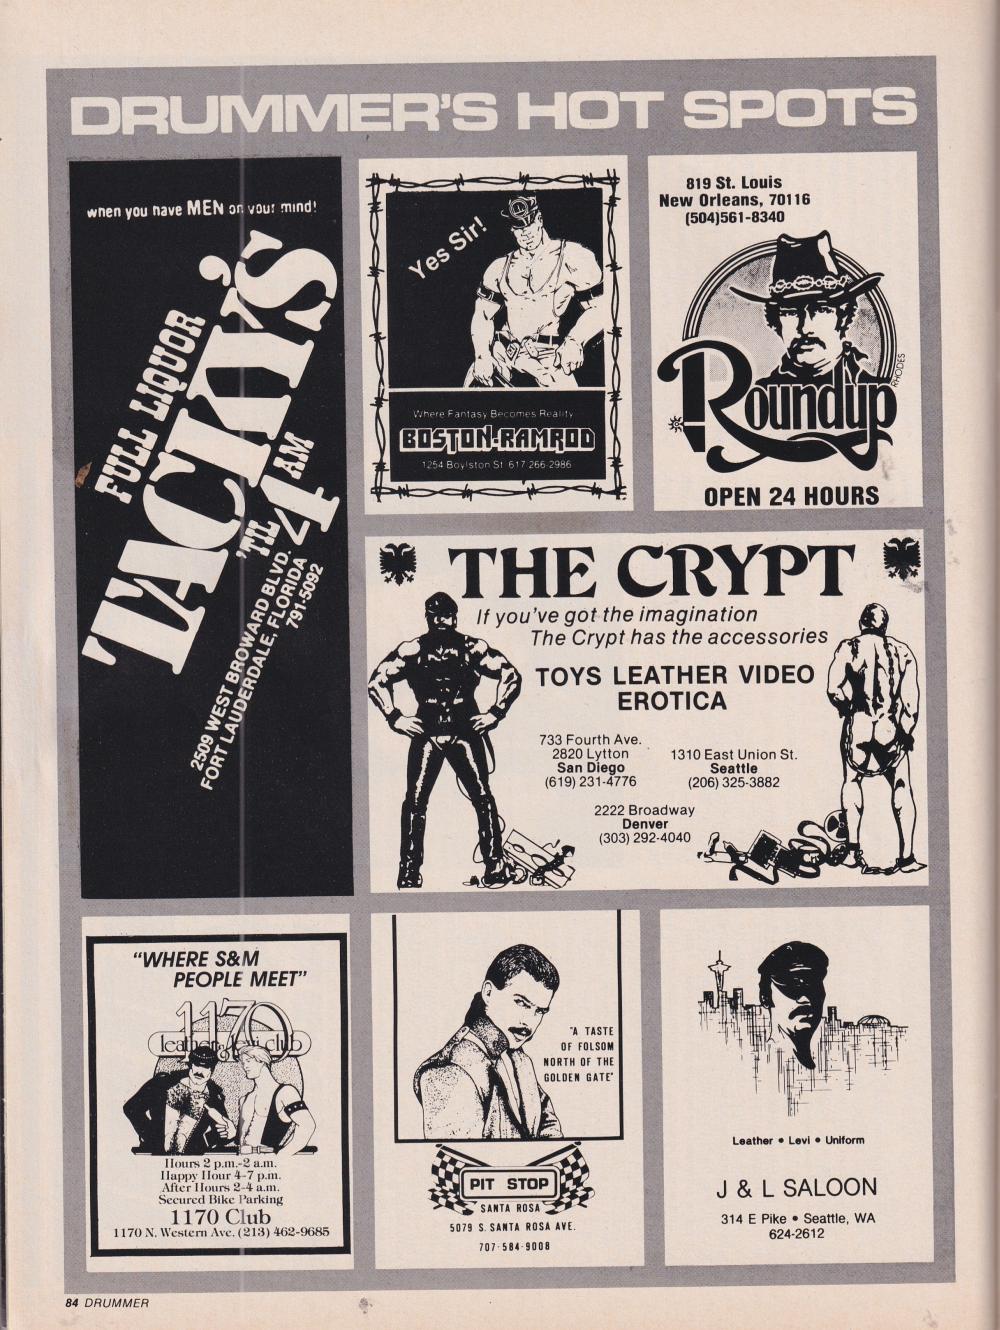 DRUMMER'S HOT SPOTS
when you have MEN on your mind!
FULL LIQUOR
TACKY'S
'TIL 4 AM
2509 WEST BROWARD BLVD.
FORT LAUDERDALE, FLORIDA
791-5092
Yes Sir!
Where Fantasy Becomes Reality
BOSTON-RAMROD
1254 Boylston St 617-266-2986
819 St. Louis
New Orleans, 70116
(504)561-8340
Roundup
RHODES
OPEN 24 HOURS
THE CRYPT
If you've got the imagination
The Crypt has the accessories
TOYS LEATHER VIDEO
EROTICA
733 Fourth Ave.
2820 Lytton
San Diego
(619) 231-4776
1310 East Union St.
Seattle
(206) 325-3882
2222 Broadway
Denver
(303) 292-4040
"WHERE S&M
PEOPLE MEET"
1170
leather & levi club
Hours 2 p.m.-2 a.m.
Happy Hour 4-7 p.m.
After Hours 2-4 a.m.
Secured Bike Parking
1170 Club
1170 N. Western Ave. (213) 462-9685
"A TASTE
OF FOLSOM
NORTH OF THE
GOLDEN GATE"
PIT STOP
SANTA ROSA
5079 S. SANTA ROSA AVE.
707-584-9008
Leather • Levi • Uniform
J & L SALOON
314 E Pike • Seattle, WA
624-2612
84 DRUMMER